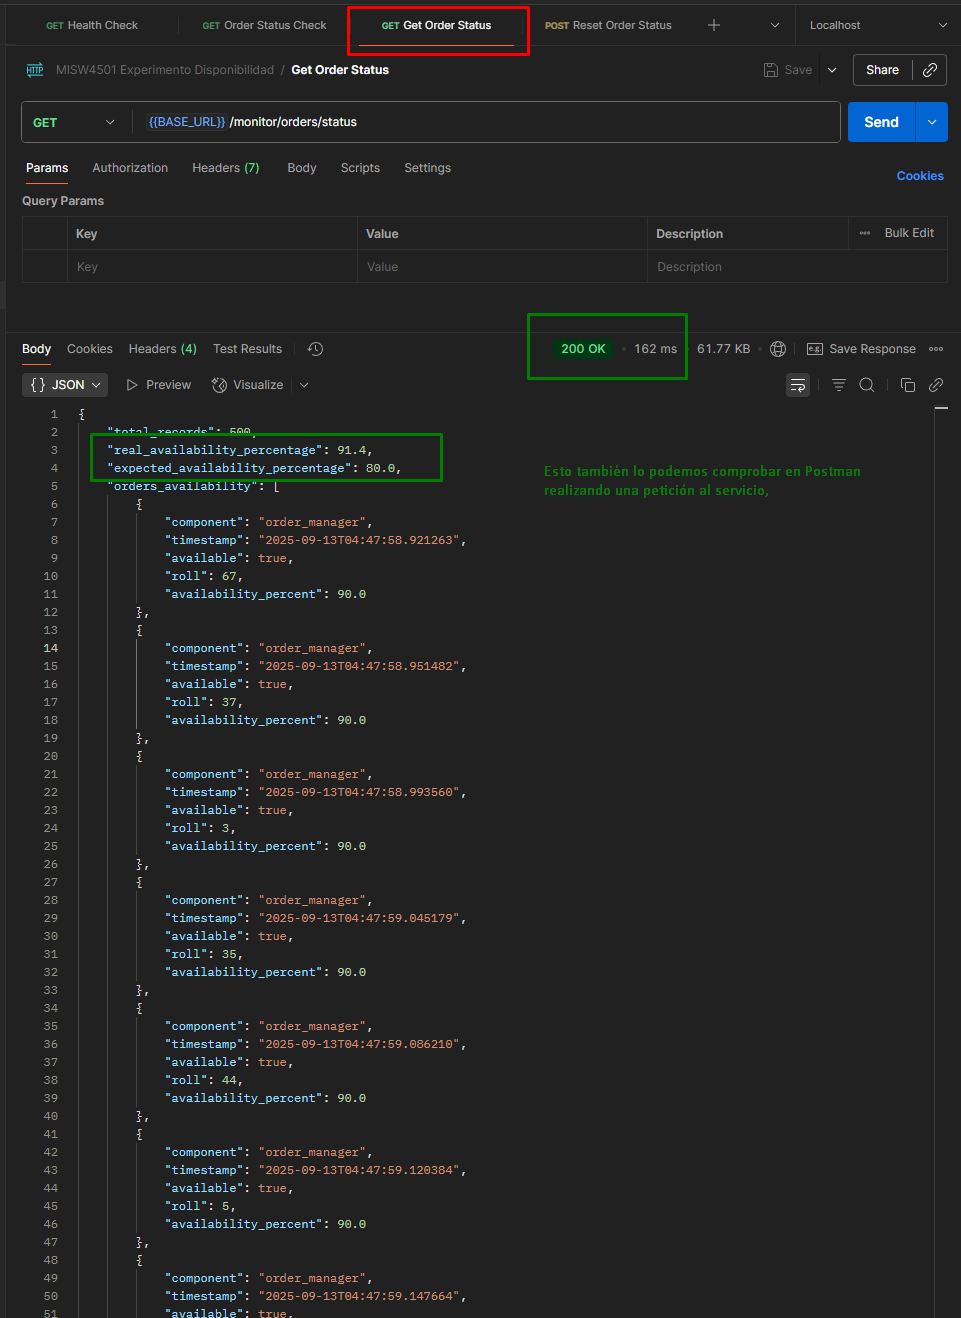 GET Health Check GET Order Status Check GET Get Order Status POST Reset Order Status Localhost
HTTP MISW4501 Experimento Disponibilidad / Get Order Status Save Share
GET {{BASE_URL}} /monitor/orders/status Send
Params Authorization Headers (7) Body Scripts Settings Cookies
Query Params
Key Value Description Bulk Edit
Key Value Description
Body Cookies Headers (4) Test Results 200 OK 162 ms 61.77 KB Save Response
{} JSON Preview Visualize
1 {
2 "total_records": 500,
3 "real_availability_percentage": 91.4,
4 "expected_availability_percentage": 80.0,
5 "orders_availability": [
Esto también lo podemos comprobar en Postman
realizando una petición al servicio,
6 {
7 "component": "order_manager",
8 "timestamp": "2025-09-13T04:47:58.921263",
9 "available": true,
10 "roll": 67,
11 "availability_percent": 90.0
12 },
13 {
14 "component": "order_manager",
15 "timestamp": "2025-09-13T04:47:58.951482",
16 "available": true,
17 "roll": 37,
18 "availability_percent": 90.0
19 },
20 {
21 "component": "order_manager",
22 "timestamp": "2025-09-13T04:47:58.993560",
23 "available": true,
24 "roll": 3,
25 "availability_percent": 90.0
26 },
27 {
28 "component": "order_manager",
29 "timestamp": "2025-09-13T04:47:59.045179",
30 "available": true,
31 "roll": 35,
32 "availability_percent": 90.0
33 },
34 {
35 "component": "order_manager",
36 "timestamp": "2025-09-13T04:47:59.086210",
37 "available": true,
38 "roll": 44,
39 "availability_percent": 90.0
40 },
41 {
42 "component": "order_manager",
43 "timestamp": "2025-09-13T04:47:59.120384",
44 "available": true,
45 "roll": 5,
46 "availability_percent": 90.0
47 },
48 {
49 "component": "order_manager",
50 "timestamp": "2025-09-13T04:47:59.147664",
51 "available": true,